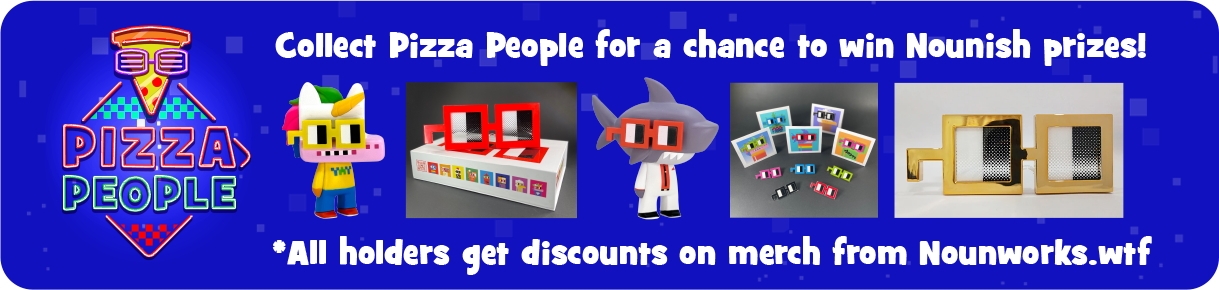 Collect Pizza People for a chance to win Nounish prizes!
PIZZA
PEOPLE
*All holders get discounts on merch from Nounworks.wtf